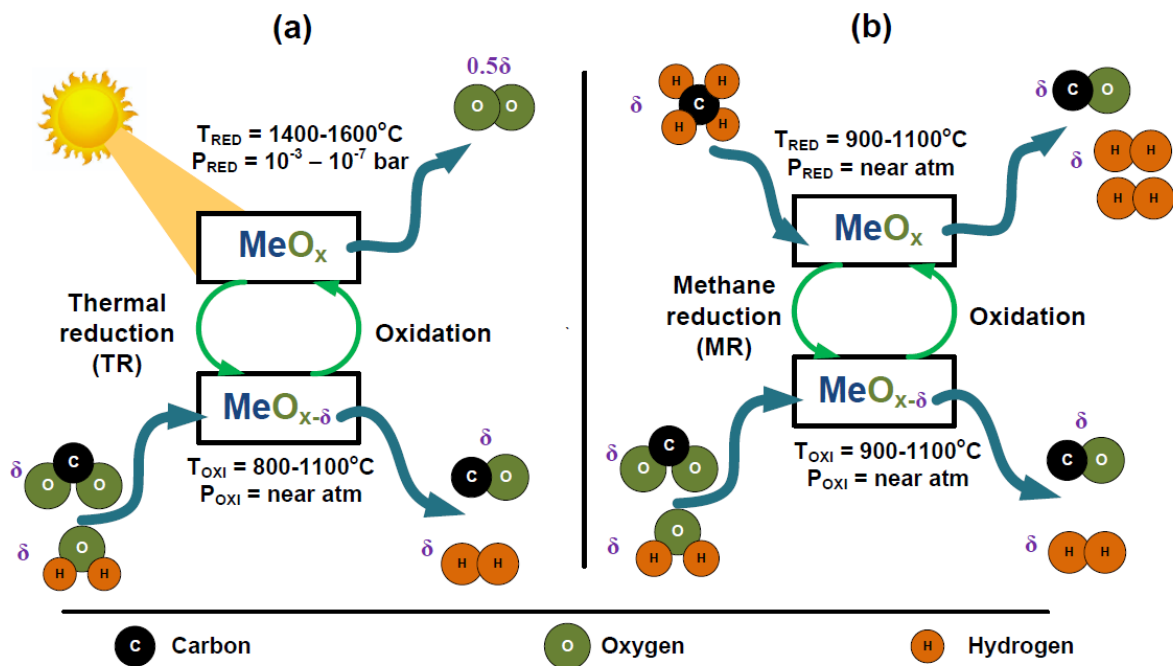 (a)
0.5δ
O O
T_RED = 1400-1600°C
P_RED = 10⁻³ – 10⁻⁷ bar
MeO_x
Thermal
reduction
(TR)
Oxidation
MeO_x-δ
δ
C
O O
δ
O
H H
T_OXI = 800-1100°C
P_OXI = near atm
δ
C O
δ
H H
(b)
δ
H H
C
H H
T_RED = 900-1100°C
P_RED = near atm
δ
C O
δ
H H
H H
MeO_x
Methane
reduction
(MR)
Oxidation
MeO_x-δ
δ
C
O O
δ
O
H H
T_OXI = 900-1100°C
P_OXI = near atm
δ
C O
δ
H H
C Carbon
O Oxygen
H Hydrogen